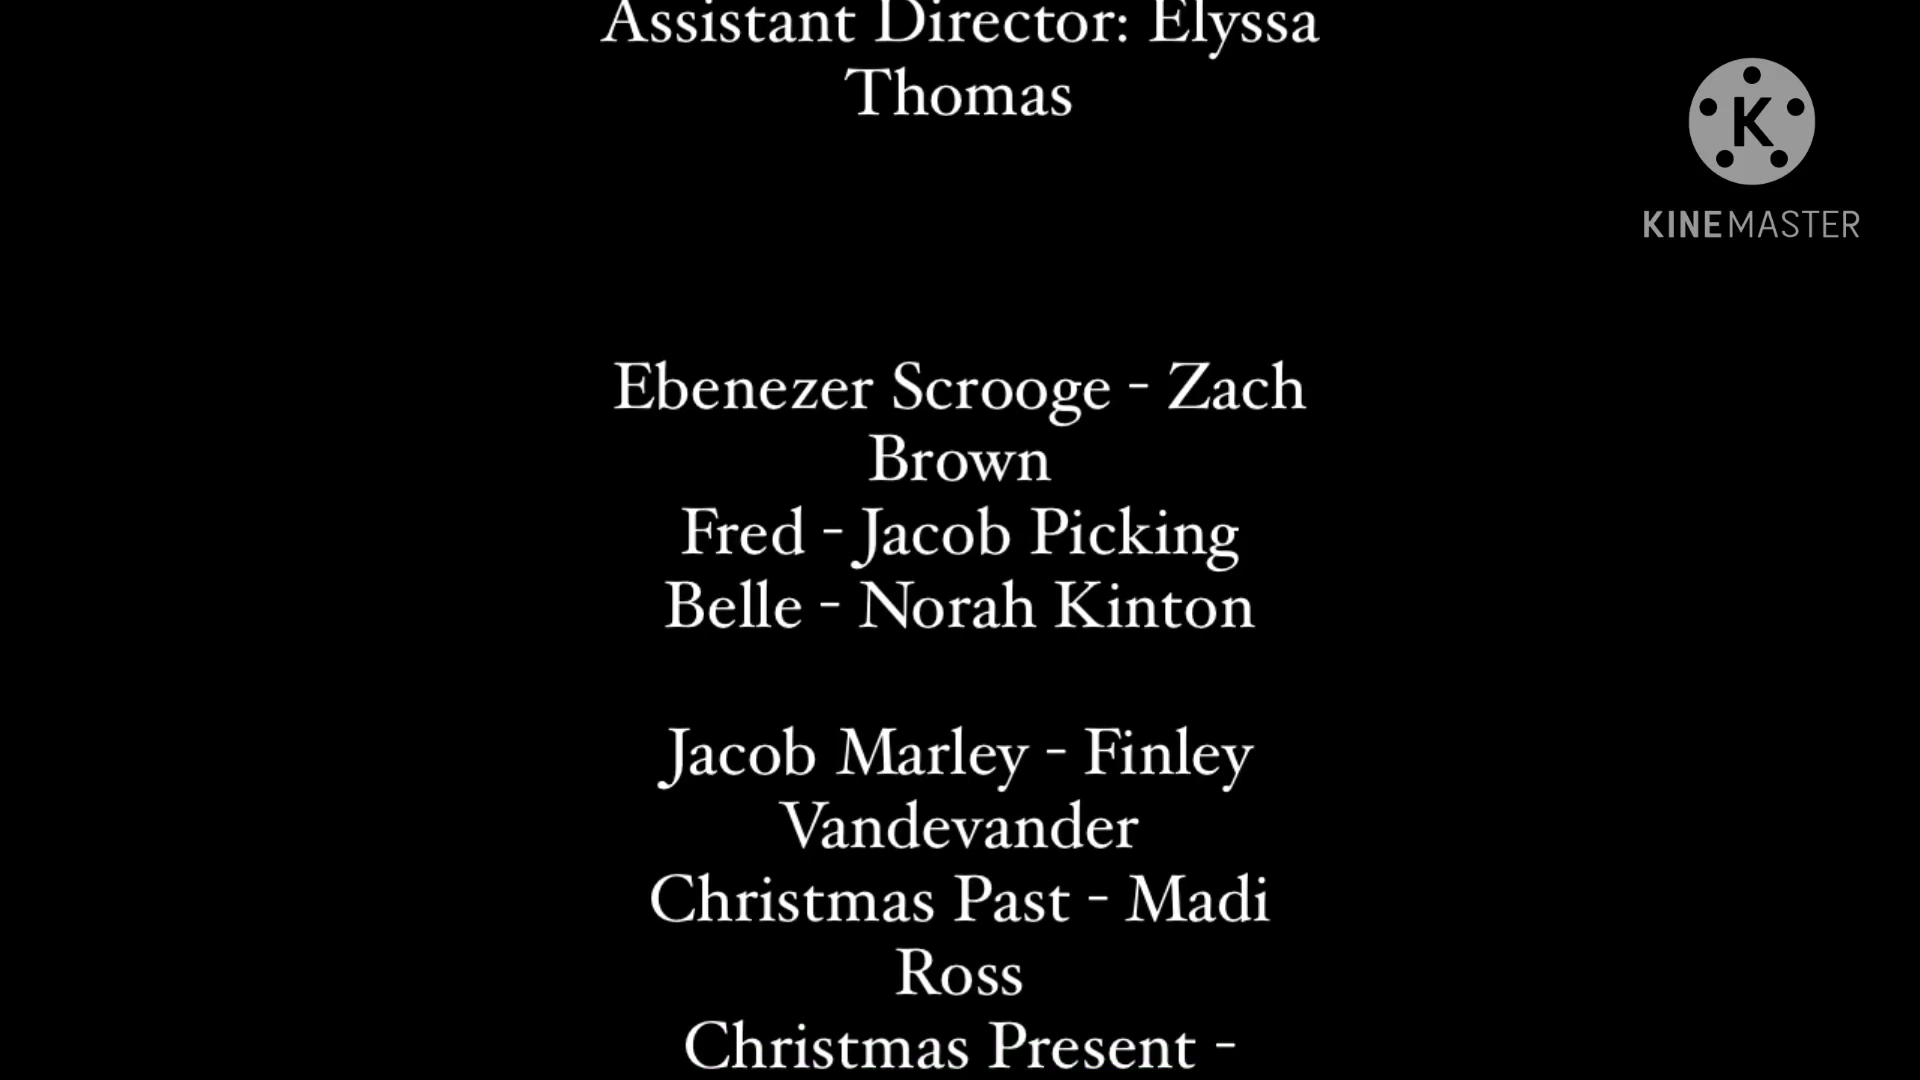 Assistant Director: Elyssa
Thomas
K
KINEMASTER
Ebenezer Scrooge - Zach
Brown
Fred - Jacob Picking
Belle - Norah Kinton
Jacob Marley - Finley
Vandevander
Christmas Past - Madi
Ross
Christmas Present -